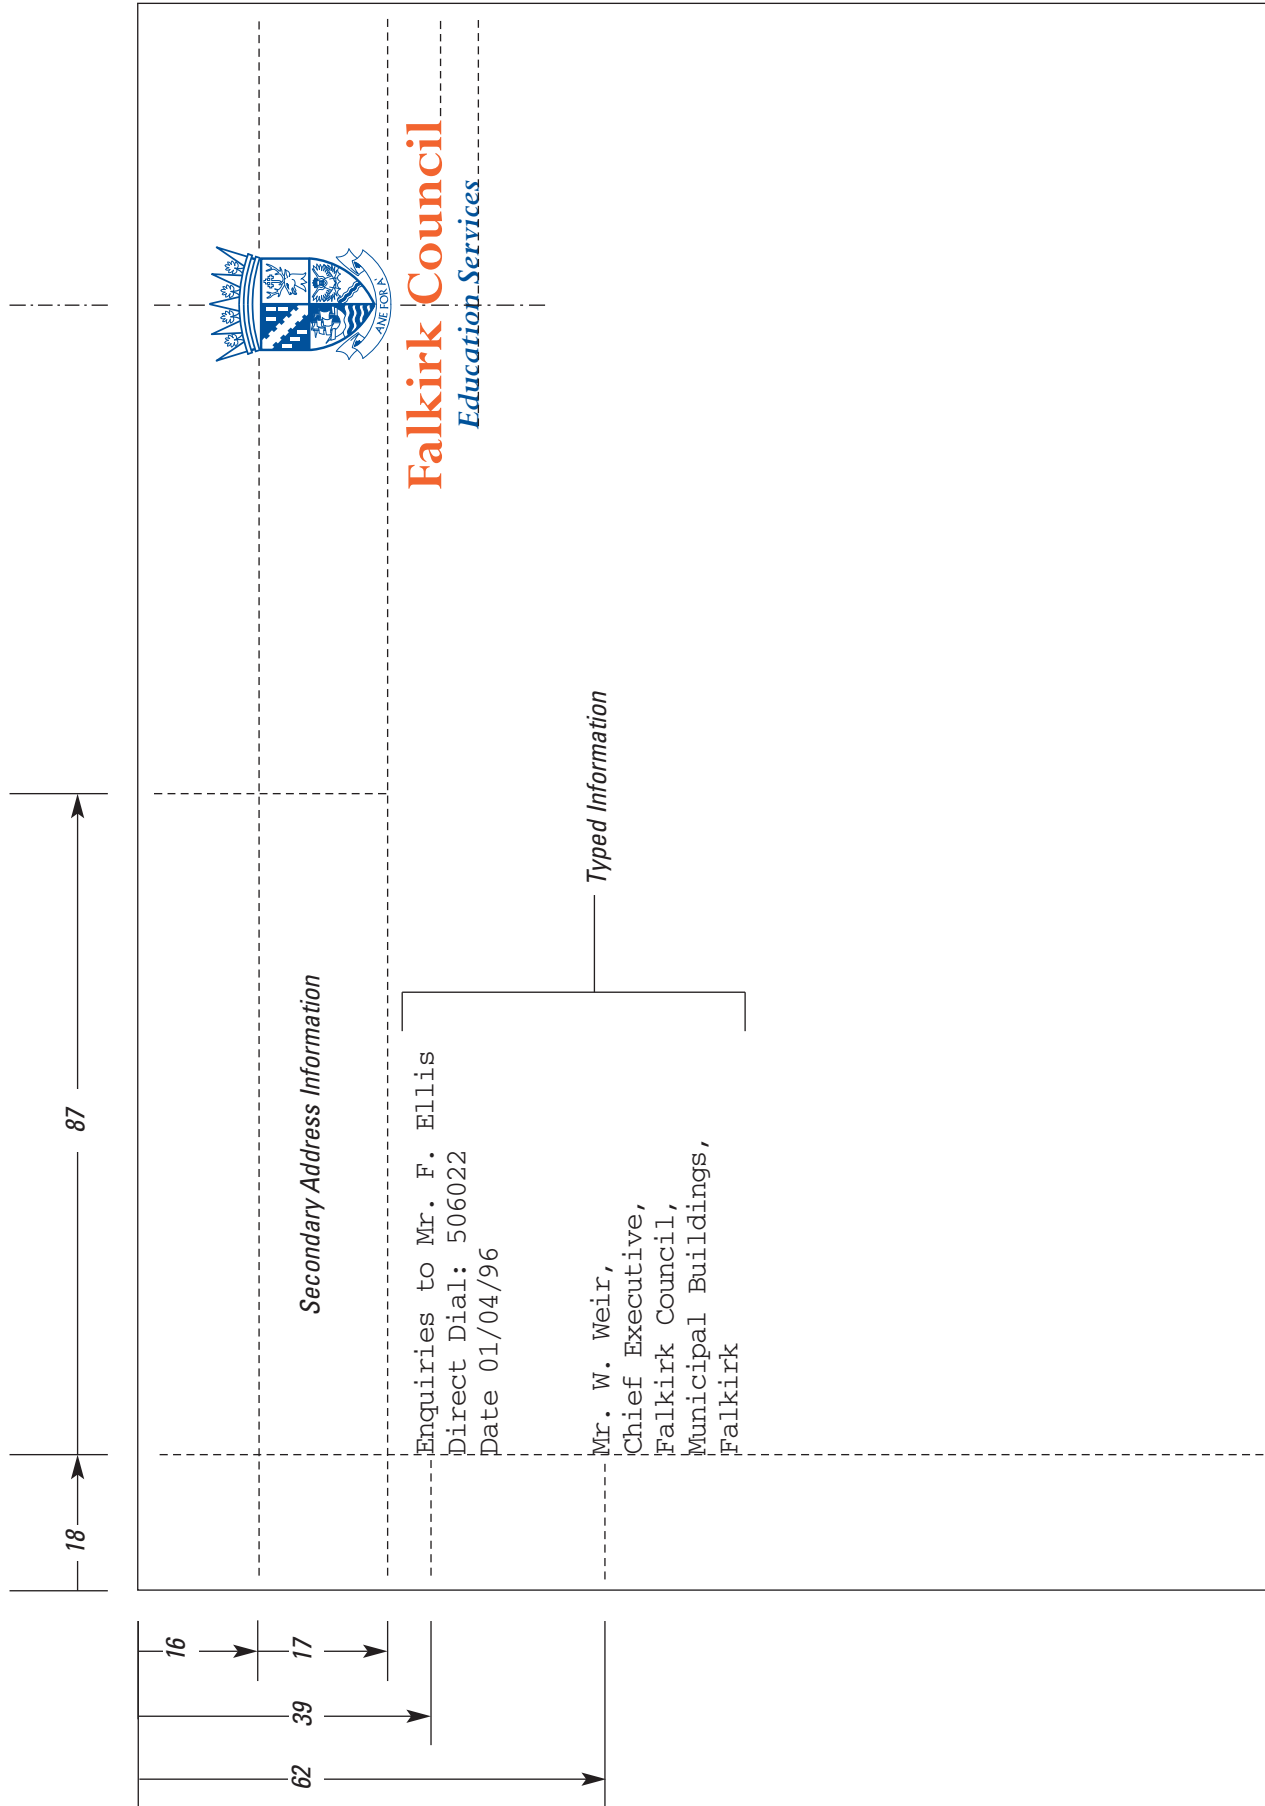 18
87
ANE FOR A'
Falkirk Council
Education Services
16
17
39
62
Secondary Address Information
Enquiries to Mr. F. Ellis
Direct Dial: 506022
Date 01/04/96
Typed Information
Mr. W. Weir,
Chief Executive,
Falkirk Council,
Municipal Buildings,
Falkirk